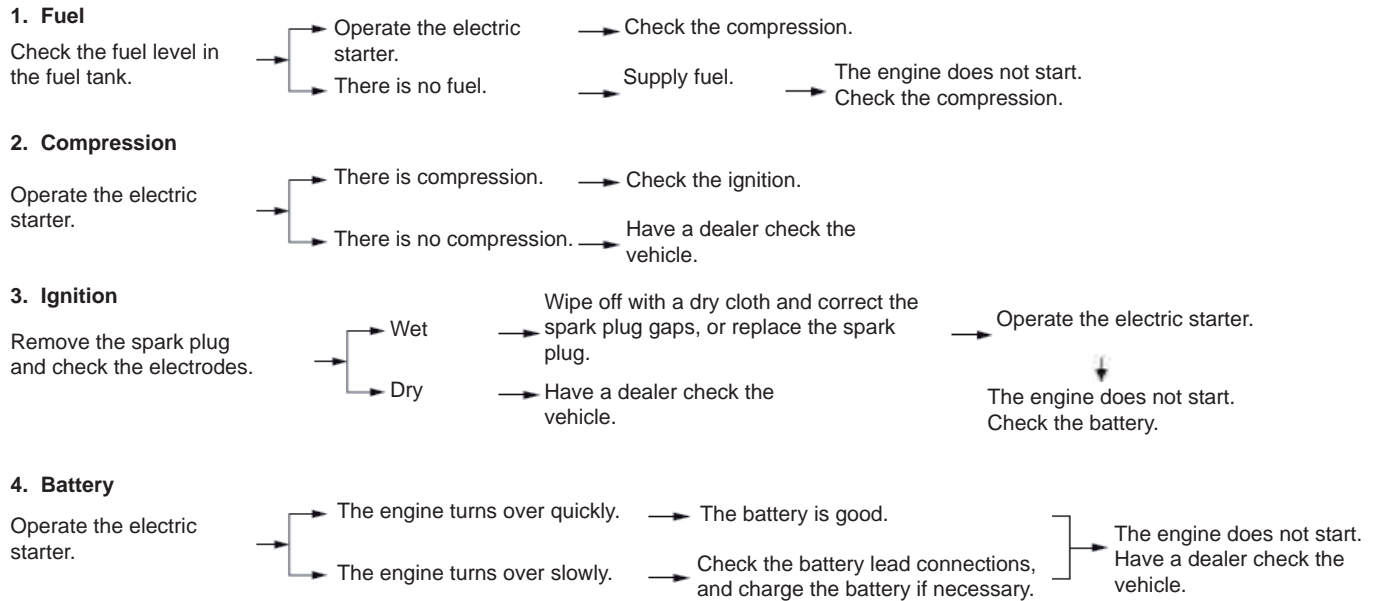 1. Fuel
Check the fuel level in
the fuel tank.
Operate the electric
starter.
There is no fuel.
Check the compression.
Supply fuel.
The engine does not start.
Check the compression.
2. Compression
Operate the electric
starter.
There is compression.
Check the ignition.
There is no compression.
Have a dealer check the
vehicle.
3. Ignition
Remove the spark plug
and check the electrodes.
Wet
Wipe off with a dry cloth and correct the
spark plug gaps, or replace the spark
plug.
Operate the electric starter.
The engine does not start.
Check the battery.
Dry
Have a dealer check the
vehicle.
4. Battery
Operate the electric
starter.
The engine turns over quickly.
The battery is good.
The engine turns over slowly.
Check the battery lead connections,
and charge the battery if necessary.
The engine does not start.
Have a dealer check the
vehicle.